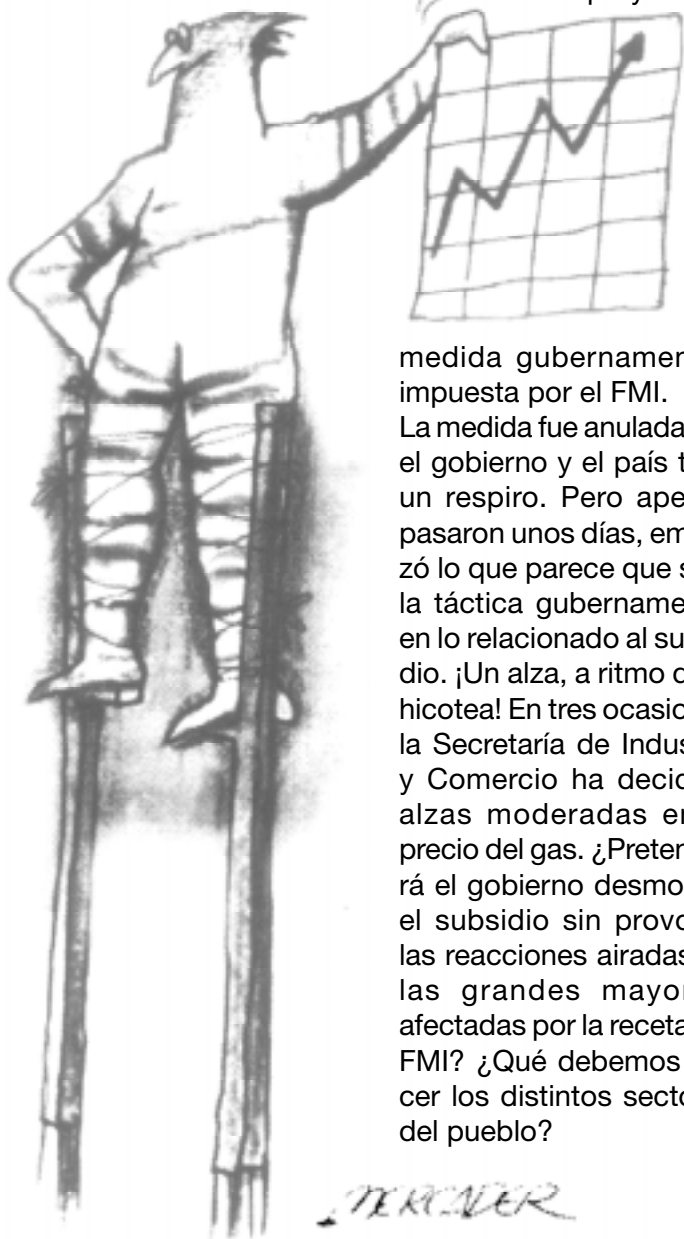 medida gubernamen
impuesta por el FMI.
La medida fue anulada
el gobierno y el país t
un respiro. Pero ape
pasaron unos días, em
zó lo que parece que s
la táctica gubername
en lo relacionado al su
dio. ¡Un alza, a ritmo d
hicotea! En tres ocasio
la Secretaría de Indus
y Comercio ha decid
alzas moderadas en
precio del gas. ¿Preten
rá el gobierno desmo
el subsidio sin provo
las reacciones airadas
las grandes mayor
afectadas por la receta
FMI? ¿Qué debemos
cer los distintos secto
del pueblo?
MERCADER